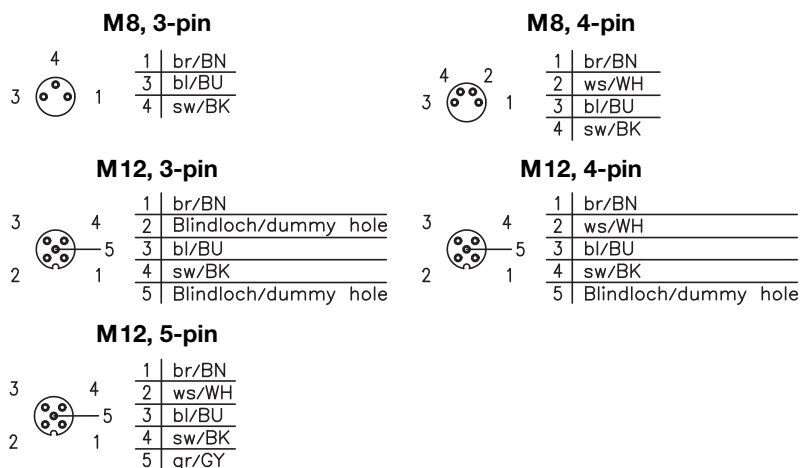 M8, 3-pin
4
3
1
1 br/BN
3 bl/BU
4 sw/BK
M8, 4-pin
4 2
3
1
1 br/BN
2 ws/WH
3 bl/BU
4 sw/BK
M12, 3-pin
3 4
5
2 1
1 br/BN
2 Blindloch/dummy hole
3 bl/BU
4 sw/BK
5 Blindloch/dummy hole
M12, 4-pin
3 4
5
2 1
1 br/BN
2 ws/WH
3 bl/BU
4 sw/BK
5 Blindloch/dummy hole
M12, 5-pin
3 4
5
2 1
1 br/BN
2 ws/WH
3 bl/BU
4 sw/BK
5 gr/GY